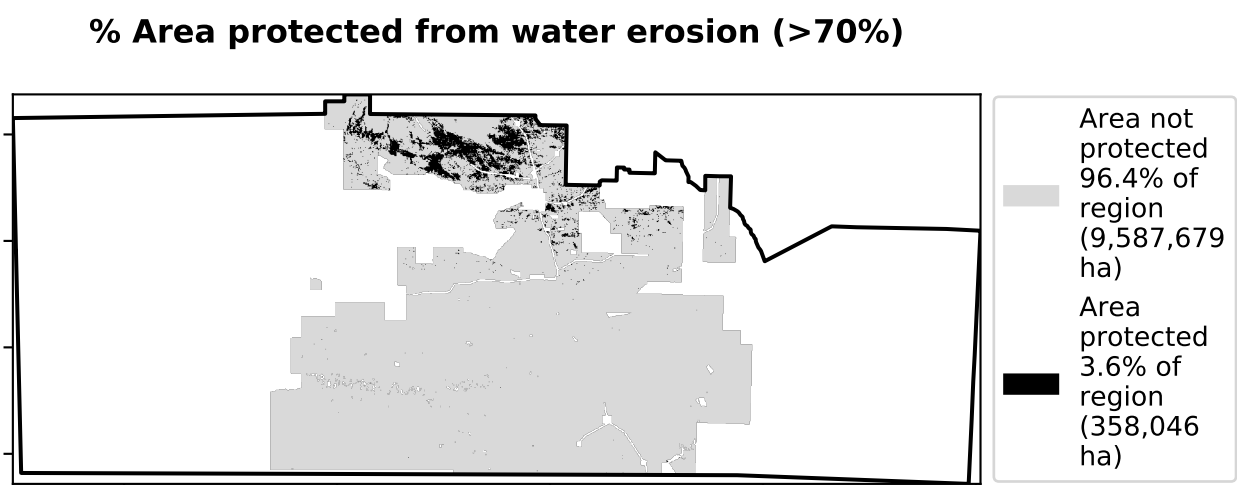 % Area protected from water erosion (>70%)
Area not
protected
96.4% of
region
(9,587,679
ha)
Area
protected
3.6% of
region
(358,046
ha)